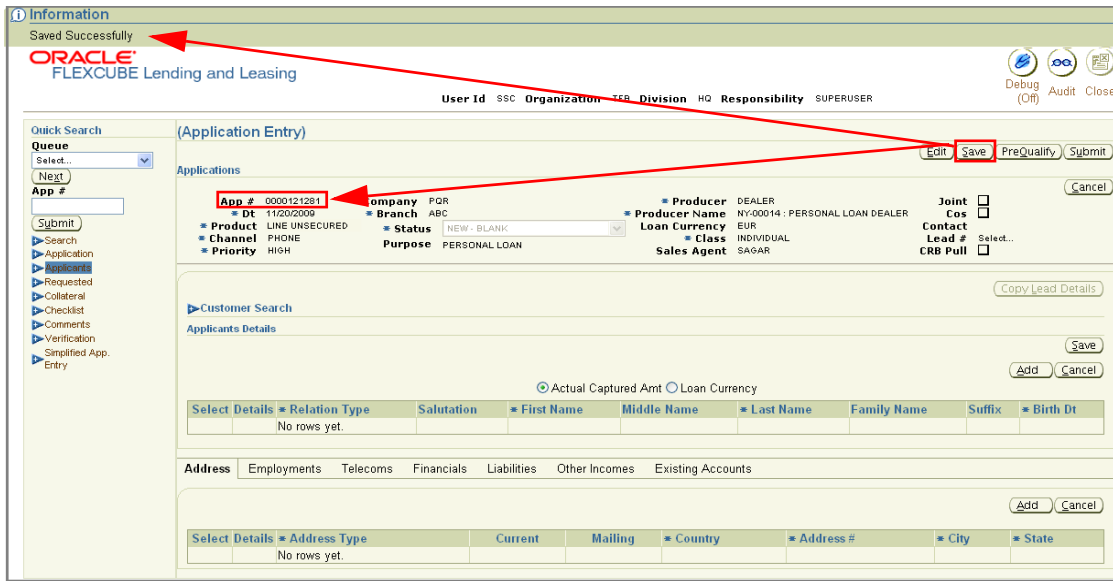 Information
Saved Successfully
ORACLE
FLEXCUBE Lending and Leasing
Debug (Off) Audit Close
User Id SSC Organization TFB Division HQ Responsibility SUPERUSER
Quick Search
Queue
Select...
Next
App #
Submit
Search
Application
Applicants
Requested
Collateral
Checklist
Comments
Verification
Simplified App. Entry
(Application Entry)
Edit Save PreQualify Submit
Applications
Cancel
App # 0000121281 Company PQR * Producer DEALER Joint
* Dt 11/20/2009 * Branch ABC * Producer Name NY-00014 : PERSONAL LOAN DEALER Cos
* Product LINE UNSECURED * Status NEW - BLANK Loan Currency EUR Contact
* Channel PHONE Purpose PERSONAL LOAN * Class INDIVIDUAL Lead # Select...
* Priority HIGH Sales Agent SAGAR CRB Pull
Copy Lead Details
Customer Search
Applicants Details
Save
Add Cancel
Actual Captured Amt Loan Currency
Select Details * Relation Type Salutation * First Name Middle Name * Last Name Family Name Suffix * Birth Dt
No rows yet.
Address Employments Telecoms Financials Liabilities Other Incomes Existing Accounts
Add Cancel
Select Details * Address Type Current Mailing * Country * Address # * City * State
No rows yet.